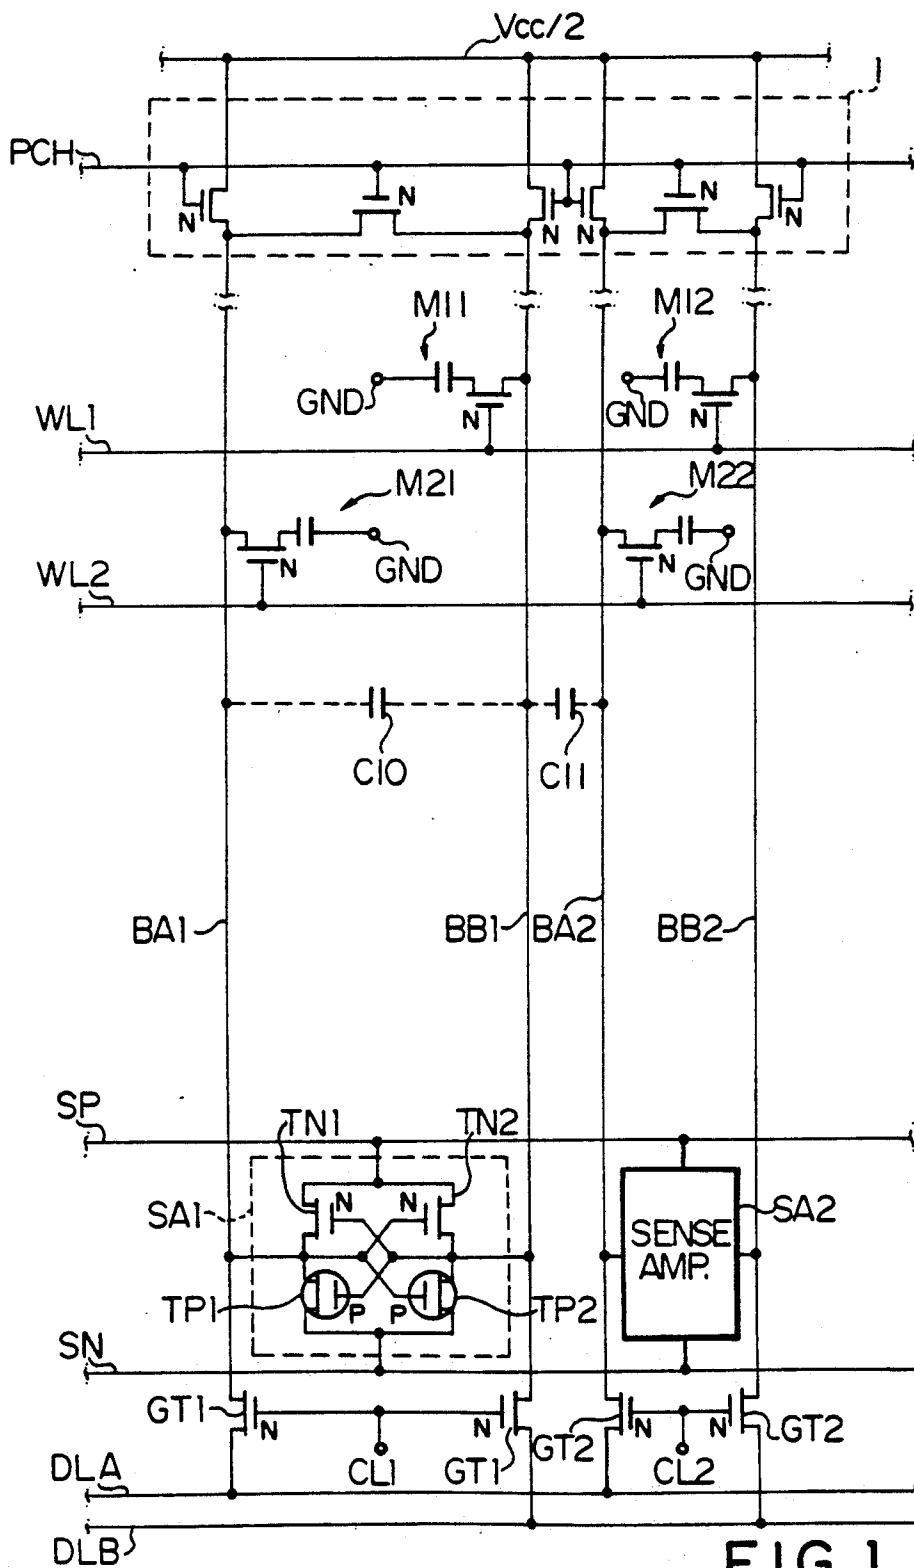 Vcc/2
1
PCH
N N N N N N
M11 M12
GND GND
N N
WL1
M21 M22
N GND N GND
WL2
C10 C11
BA1 BB1 BA2 BB2
SP
TN1 TN2
SA1 N N SA2
SENSE
AMP.
TP1 P P TP2
SN
GT1 N N GT1 GT2 N N GT2
CL1 CL2
DLA
DLB
FIG.1